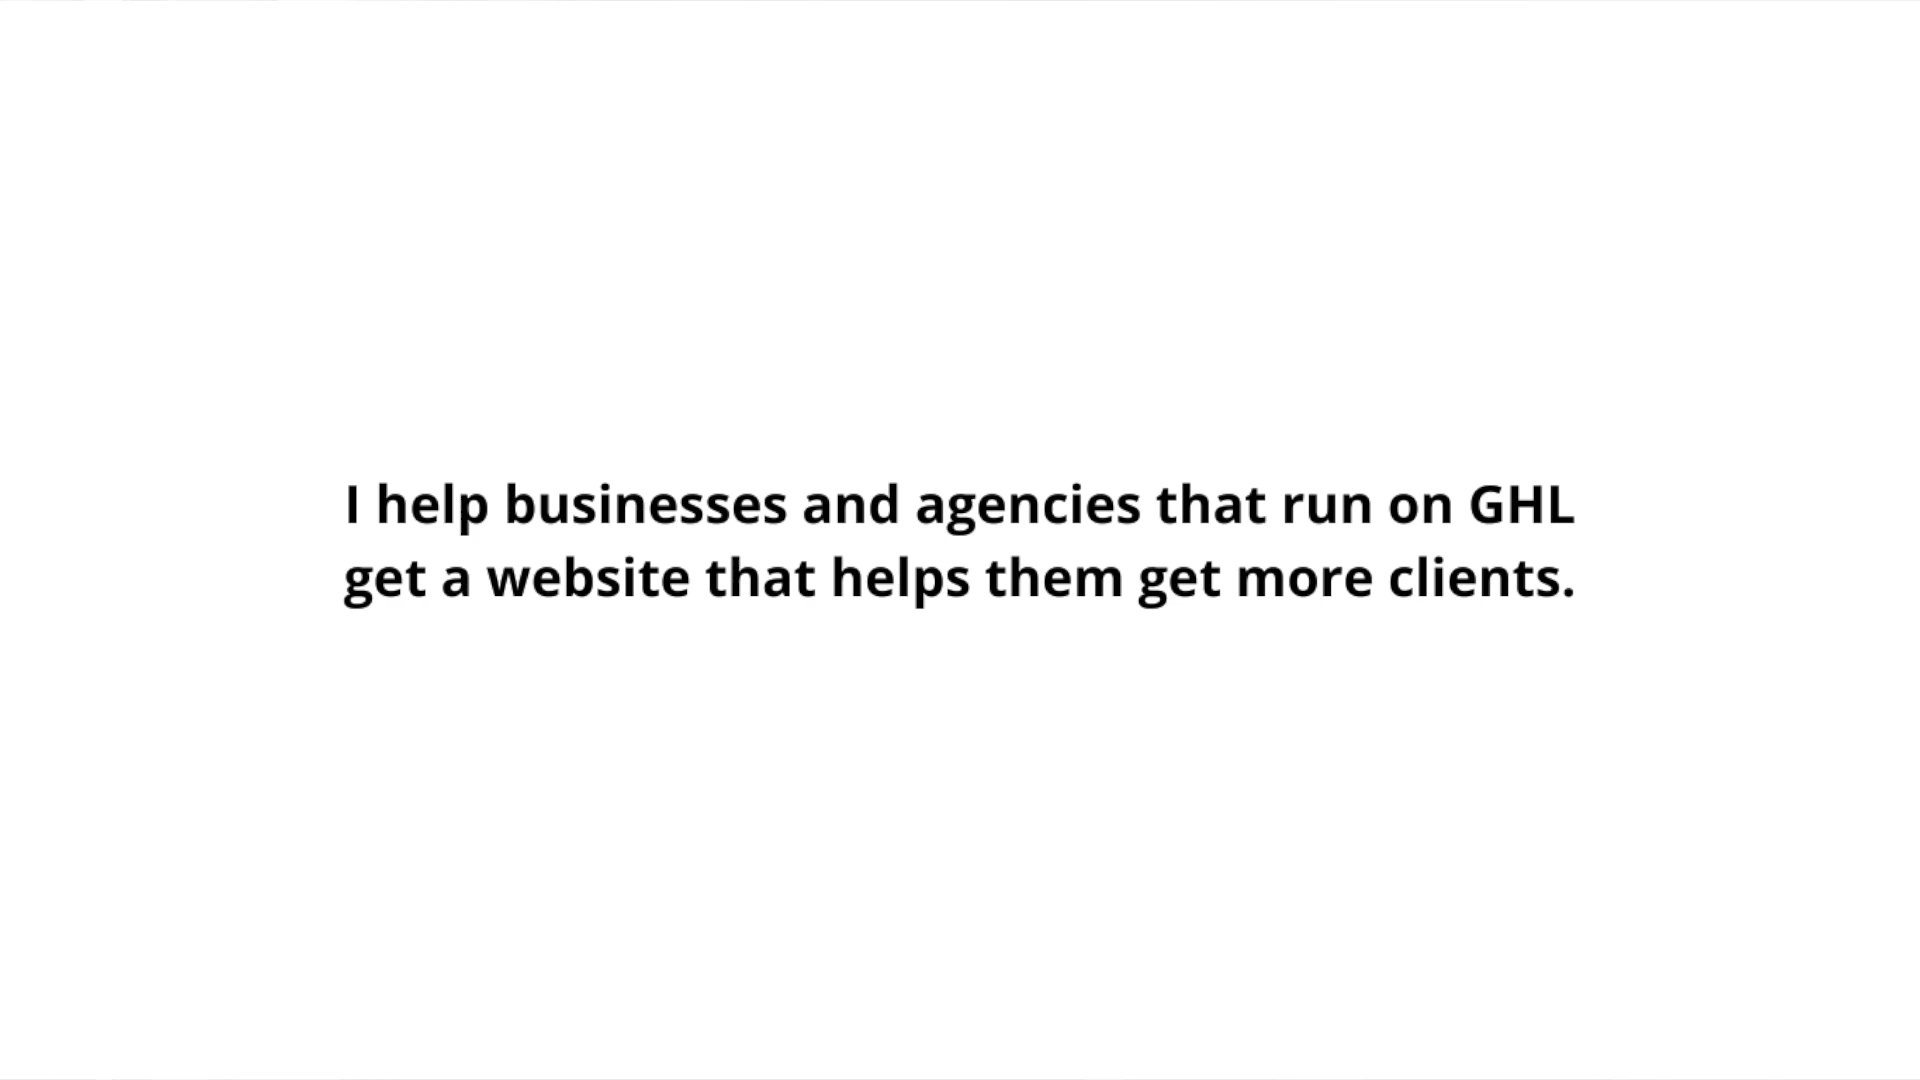 I help businesses and agencies that run on GHL
get a website that helps them get more clients.